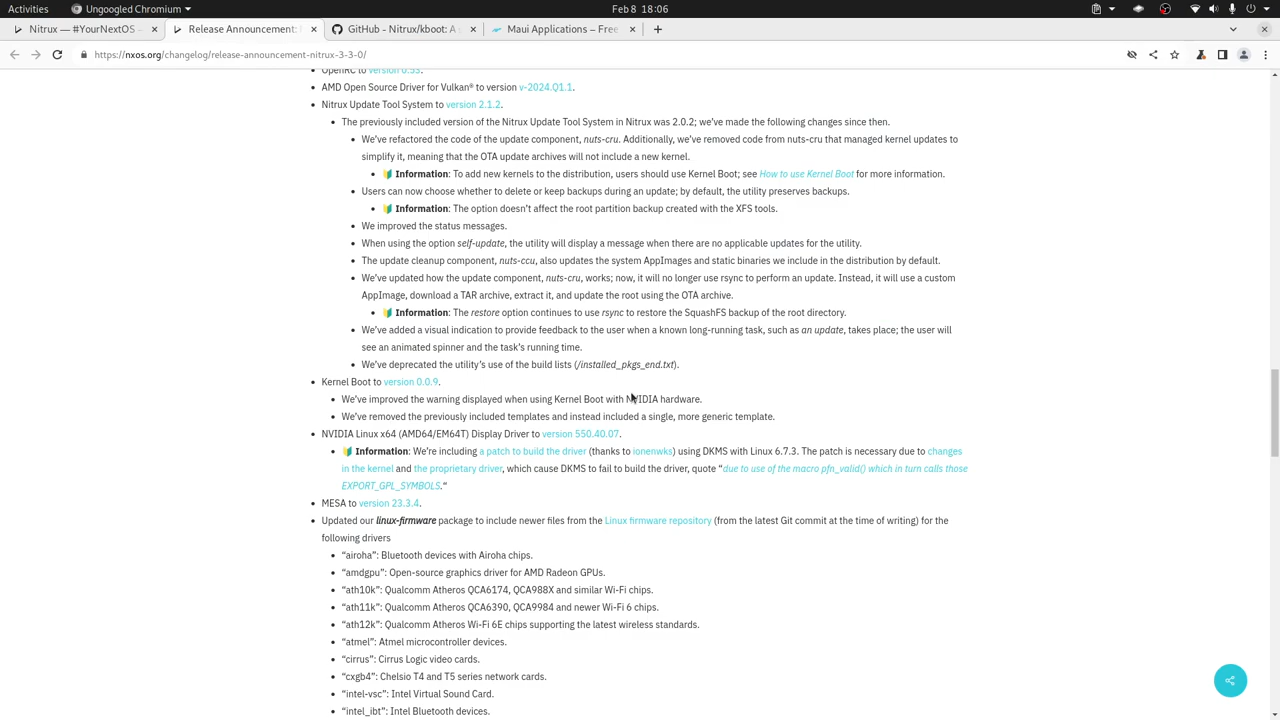 Activities
Ungoogled Chromium
Feb 8 18:06
Nitrux — #YourNextOS -
Release Announcement:
GitHub - Nitrux/kboot: A
Maui Applications – Free
https://nxos.org/changelog/release-announcement-nitrux-3-3-0/
OpenRC to version 0.53.
AMD Open Source Driver for Vulkan® to version v-2024.Q1.1.
Nitrux Update Tool System to version 2.1.2.
The previously included version of the Nitrux Update Tool System in Nitrux was 2.0.2; we’ve made the following changes since then.
We’ve refactored the code of the update component, nuts-cru. Additionally, we’ve removed code from nuts-cru that managed kernel updates to
simplify it, meaning that the OTA update archives will not include a new kernel.
🔰 Information: To add new kernels to the distribution, users should use Kernel Boot; see How to use Kernel Boot for more information.
Users can now choose whether to delete or keep backups during an update; by default, the utility preserves backups.
🔰 Information: The option doesn’t affect the root partition backup created with the XFS tools.
We improved the status messages.
When using the option self-update, the utility will display a message when there are no applicable updates for the utility.
The update cleanup component, nuts-ccu, also updates the system AppImages and static binaries we include in the distribution by default.
We’ve updated how the update component, nuts-cru, works; now, it will no longer use rsync to perform an update. Instead, it will use a custom
AppImage, download a TAR archive, extract it, and update the root using the OTA archive.
🔰 Information: The restore option continues to use rsync to restore the SquashFS backup of the root directory.
We’ve added a visual indication to provide feedback to the user when a known long-running task, such as an update, takes place; the user will
see an animated spinner and the task’s running time.
We’ve deprecated the utility’s use of the build lists (/installed_pkgs_end.txt).
Kernel Boot to version 0.0.9.
We’ve improved the warning displayed when using Kernel Boot with NVIDIA hardware.
We’ve removed the previously included templates and instead included a single, more generic template.
NVIDIA Linux x64 (AMD64/EM64T) Display Driver to version 550.40.07.
🔰 Information: We’re including a patch to build the driver (thanks to ionenwks) using DKMS with Linux 6.7.3. The patch is necessary due to changes
in the kernel and the proprietary driver, which cause DKMS to fail to build the driver, quote “due to use of the macro pfn_valid() which in turn calls those
EXPORT_GPL_SYMBOLS.“
MESA to version 23.3.4.
Updated our linux-firmware package to include newer files from the Linux firmware repository (from the latest Git commit at the time of writing) for the
following drivers
“airoha”: Bluetooth devices with Airoha chips.
“amdgpu”: Open-source graphics driver for AMD Radeon GPUs.
“ath10k”: Qualcomm Atheros QCA6174, QCA988X and similar Wi-Fi chips.
“ath11k”: Qualcomm Atheros QCA6390, QCA9984 and newer Wi-Fi 6 chips.
“ath12k”: Qualcomm Atheros Wi-Fi 6E chips supporting the latest wireless standards.
“atmel”: Atmel microcontroller devices.
“cirrus”: Cirrus Logic video cards.
“cxgb4”: Chelsio T4 and T5 series network cards.
“intel-vsc”: Intel Virtual Sound Card.
“intel_ibt”: Intel Bluetooth devices.